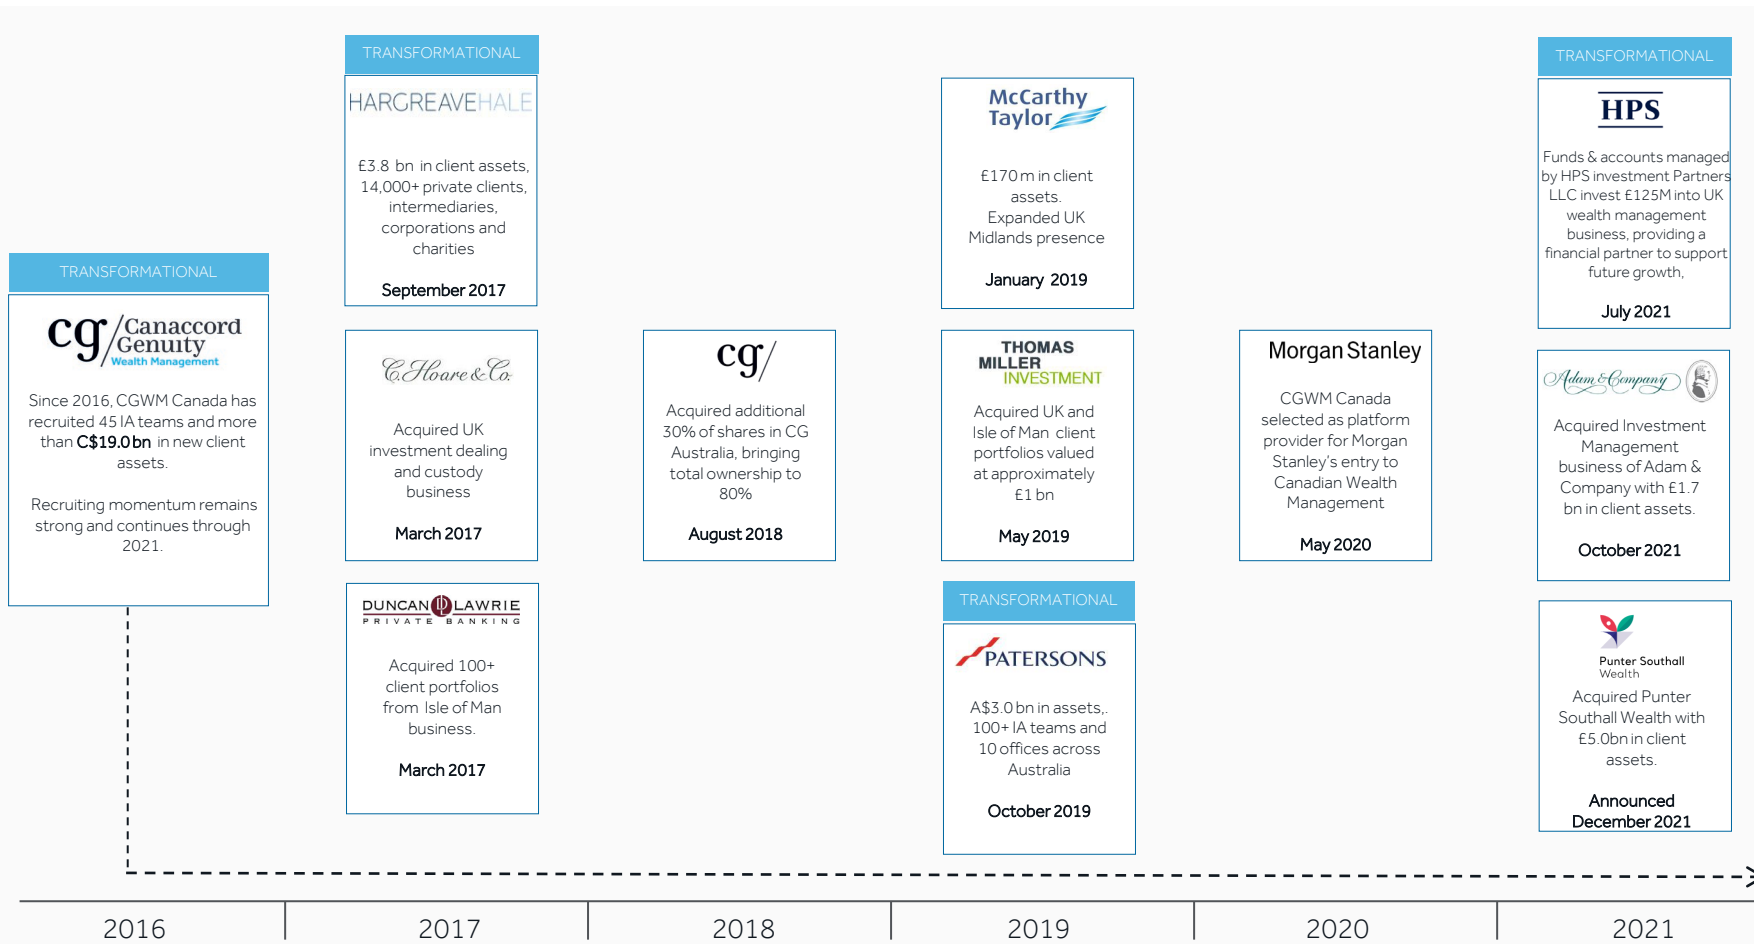 TRANSFORMATIONAL
cg/Canaccord
Genuity
Wealth Management
Since 2016, CGWM Canada has
recruited 45 IA teams and more
than C$19.0 bn in new client
assets.
Recruiting momentum remains
strong and continues through
2021.
TRANSFORMATIONAL
HARGREAVEHALE
£3.8 bn in client assets,
14,000+ private clients,
intermediaries,
corporations and
charities
September 2017
C. Hoare & Co.
Acquired UK
investment dealing
and custody
business
March 2017
DUNCAN DL LAWRIE
PRIVATE BANKING
Acquired 100+
client portfolios
from Isle of Man
business.
March 2017
cg/
Acquired additional
30% of shares in CG
Australia, bringing
total ownership to
80%
August 2018
McCarthy
Taylor
£170 m in client
assets.
Expanded UK
Midlands presence
January 2019
THOMAS
MILLER
INVESTMENT
Acquired UK and
Isle of Man client
portfolios valued
at approximately
£1 bn
May 2019
TRANSFORMATIONAL
PATERSONS
A$3.0 bn in assets,.
100+ IA teams and
10 offices across
Australia
October 2019
Morgan Stanley
CGWM Canada
selected as platform
provider for Morgan
Stanley's entry to
Canadian Wealth
Management
May 2020
TRANSFORMATIONAL
HPS
Funds & accounts managed
by HPS investment Partners
LLC invest £125M into UK
wealth management
business, providing a
financial partner to support
future growth,
July 2021
Adam & Company
Acquired Investment
Management
business of Adam &
Company with £1.7
bn in client assets.
October 2021
Punter Southall
Wealth
Acquired Punter
Southall Wealth with
£5.0bn in client
assets.
Announced
December 2021
2016
2017
2018
2019
2020
2021